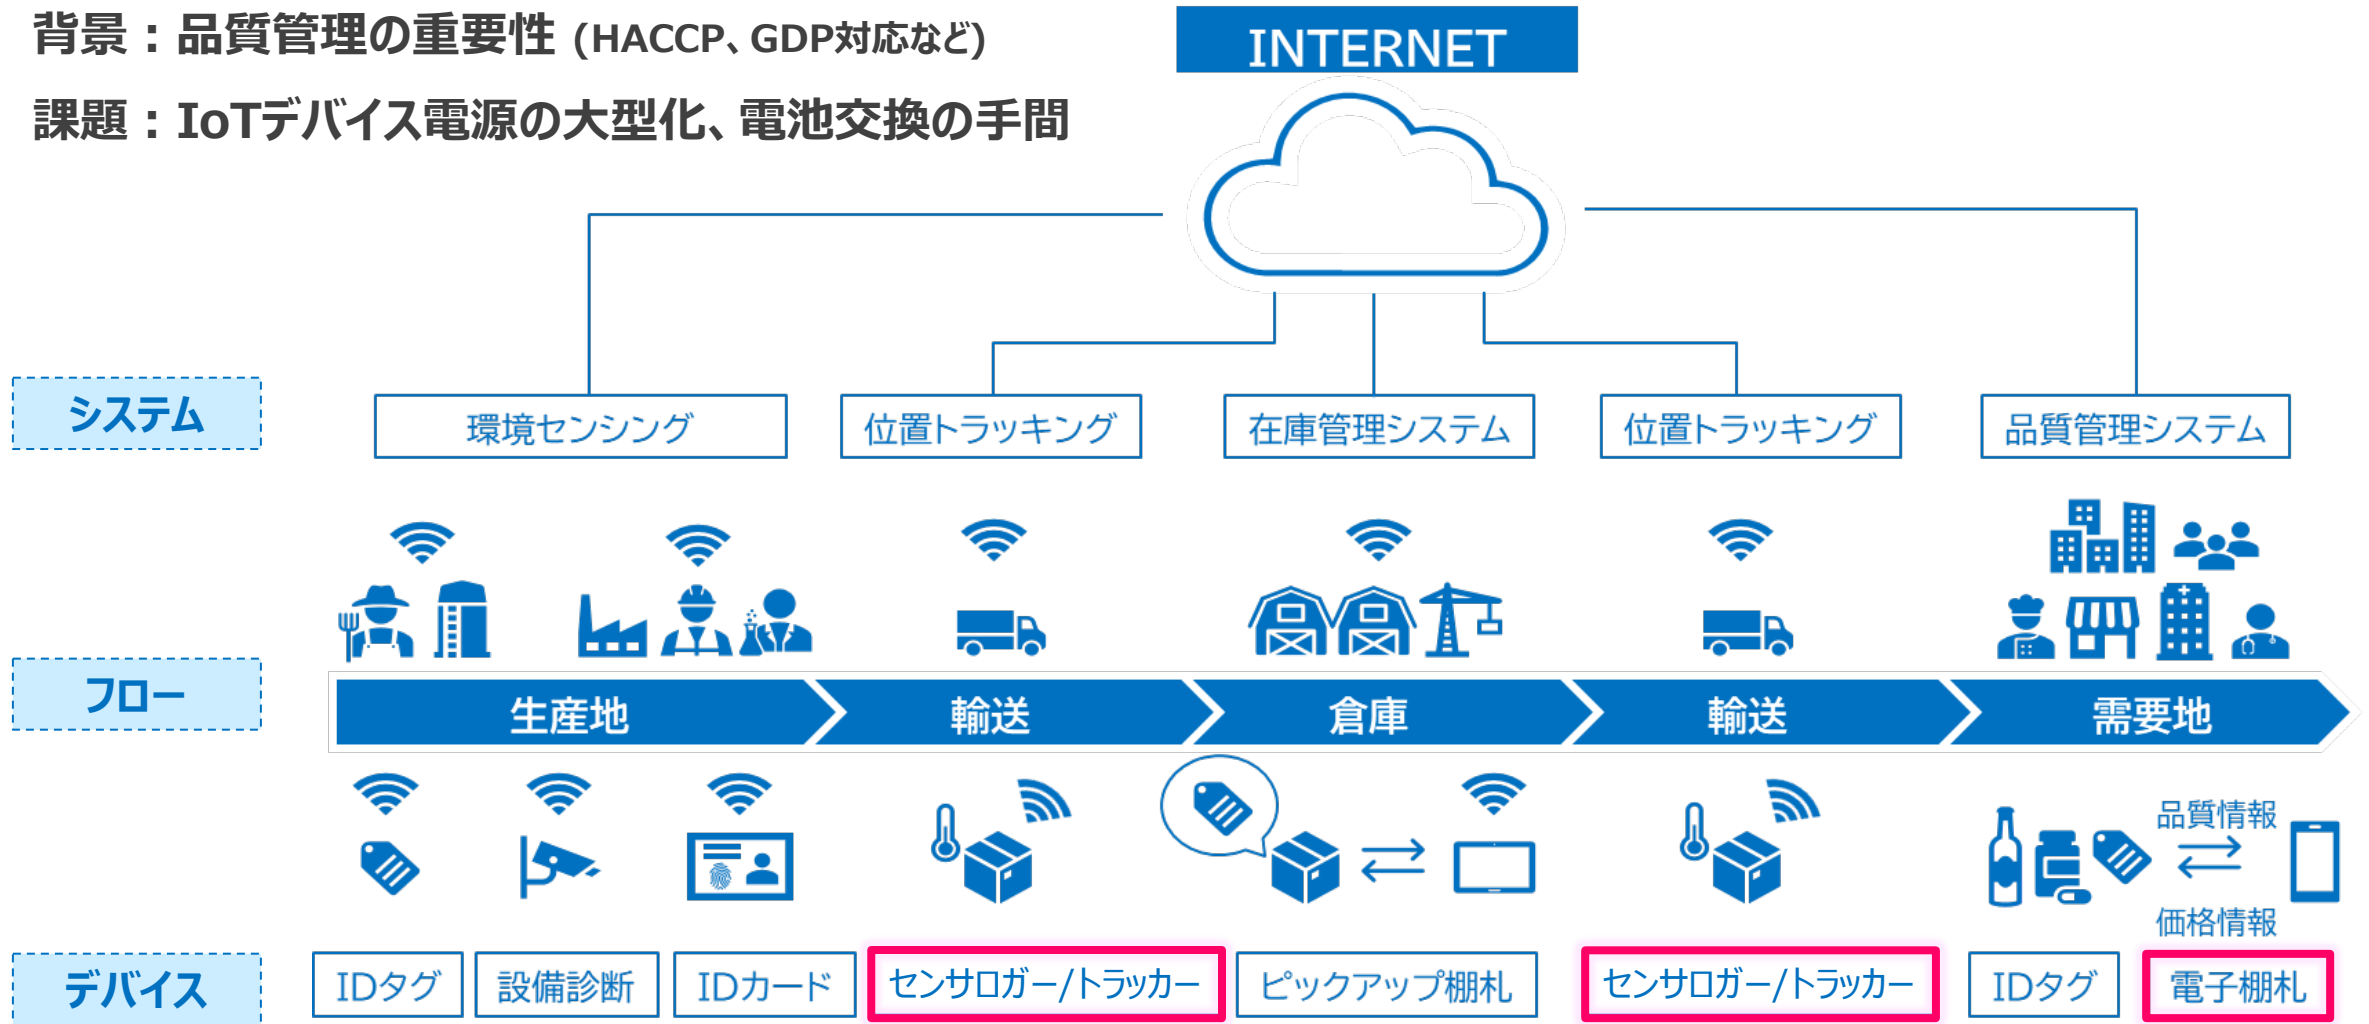 背景：品質管理の重要性 (HACCP、GDP対応など)
課題：IoTデバイス電源の大型化、電池交換の手間
INTERNET
システム
環境センシング
位置トラッキング
在庫管理システム
位置トラッキング
品質管理システム
フロー
生産地
輸送
倉庫
輸送
需要地
品質情報
価格情報
デバイス
IDタグ
設備診断
IDカード
センサロガー/トラッカー
ピックアップ棚札
センサロガー/トラッカー
IDタグ
電子棚札